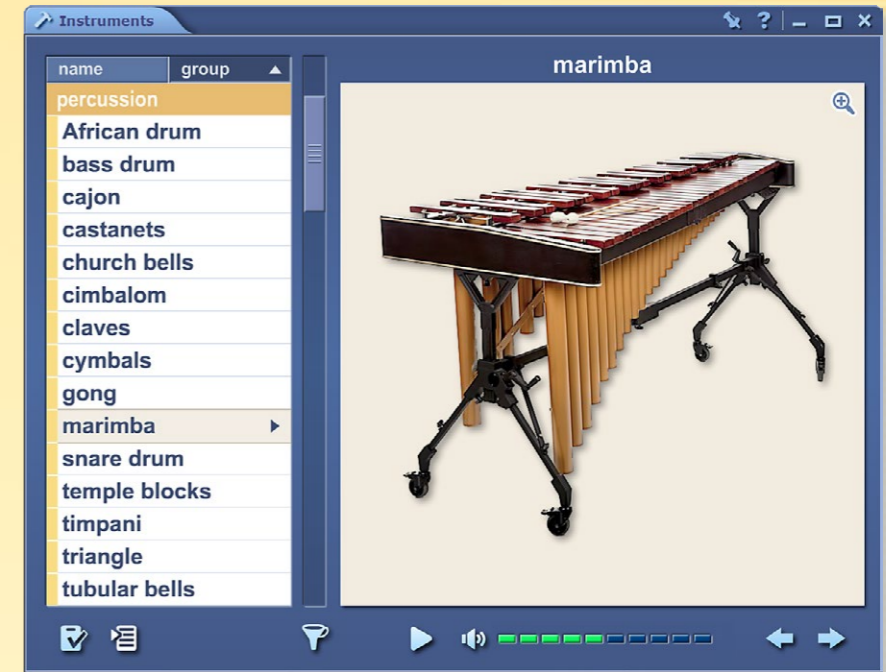 Instruments
?
name group
marimba
percussion
African drum
bass drum
cajon
castanets
church bells
cimbalom
claves
cymbals
gong
marimba
snare drum
temple blocks
timpani
triangle
tubular bells